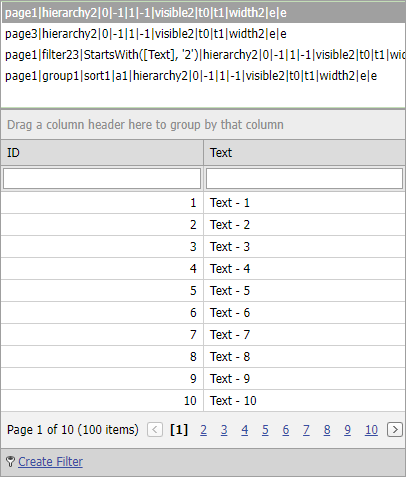 page1|hierarchy2|0|-1|1|-1|visible2|t0|t1|width2|e|e
page3|hierarchy2|0|-1|1|-1|visible2|t0|t1|width2|e|e
page1|filter23|StartsWith([Text], '2')|hierarchy2|0|-1|1|-1|visible2|t0|t1|wid
page1|group1|sort1|a1|hierarchy2|0|-1|-1|-1|visible2|t0|t1|width2|e|e
Drag a column header here to group by that column
ID Text
1 Text - 1
2 Text - 2
3 Text - 3
4 Text - 4
5 Text - 5
6 Text - 6
7 Text - 7
8 Text - 8
9 Text - 9
10 Text - 10
Page 1 of 10 (100 items) < [1] 2 3 4 5 6 7 8 9 10 >
Create Filter